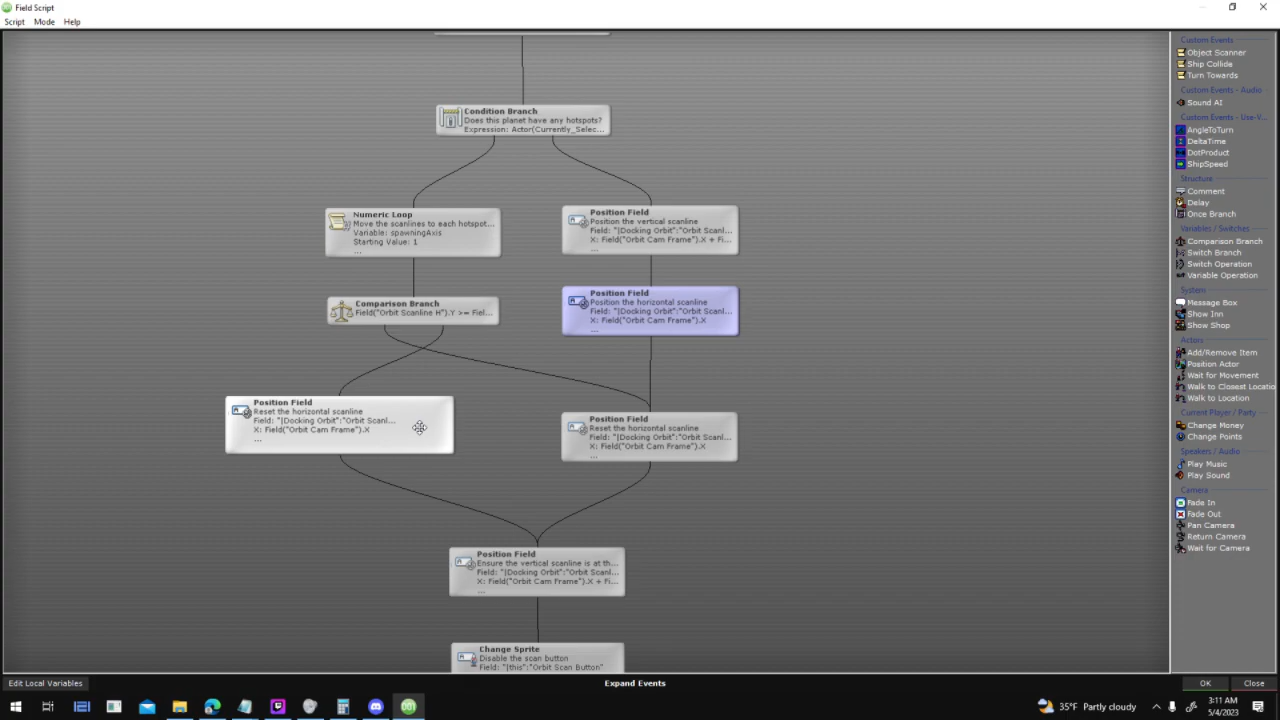 Field Script
Script Mode Help
Condition Branch
Does this planet have any hotspots?
Expression: Actor(Currently_Selec...
Numeric Loop
Move the scanlines to each hotspot...
Variable: spawningAxis
Starting Value: 1
...
Position Field
Position the vertical scanline
Field: "|Docking Orbit":"Orbit Scanl...
X: Field("Orbit Cam Frame").X + Fi...
...
Comparison Branch
Field("Orbit Scanline H").Y >= Fiel...
Position Field
Position the horizontal scanline
Field: "|Docking Orbit":"Orbit Scanl...
X: Field("Orbit Cam Frame").X
...
Position Field
Reset the horizontal scanline
Field: "|Docking Orbit":"Orbit Scanl...
X: Field("Orbit Cam Frame").X
...
Position Field
Reset the horizontal scanline
Field: "|Docking Orbit":"Orbit Scanl...
X: Field("Orbit Cam Frame").X
...
Position Field
Ensure the vertical scanline is at th...
Field: "|Docking Orbit":"Orbit Scanl...
X: Field("Orbit Cam Frame").X + Fi...
...
Change Sprite
Disable the scan button
Field: "|this":"Orbit Scan Button"
Custom Events
Object Scanner
Ship Collide
Turn Towards
Custom Events - Audio
Sound AI
Custom Events - Use-V...
AngleToTurn
DeltaTime
DotProduct
ShipSpeed
Structure
Comment
Delay
Once Branch
Variables / Switches
Comparison Branch
Switch Branch
Switch Operation
Variable Operation
System
Message Box
Show Inn
Show Shop
Actors
Add/Remove Item
Position Actor
Wait for Movement
Walk to Closest Locatio
Walk to Location
Current Player / Party
Change Money
Change Points
Speakers / Audio
Play Music
Play Sound
Camera
Fade In
Fade Out
Pan Camera
Return Camera
Wait for Camera
Edit Local Variables
Expand Events
OK
Close
35°F Partly cloudy
3:11 AM
5/4/2023